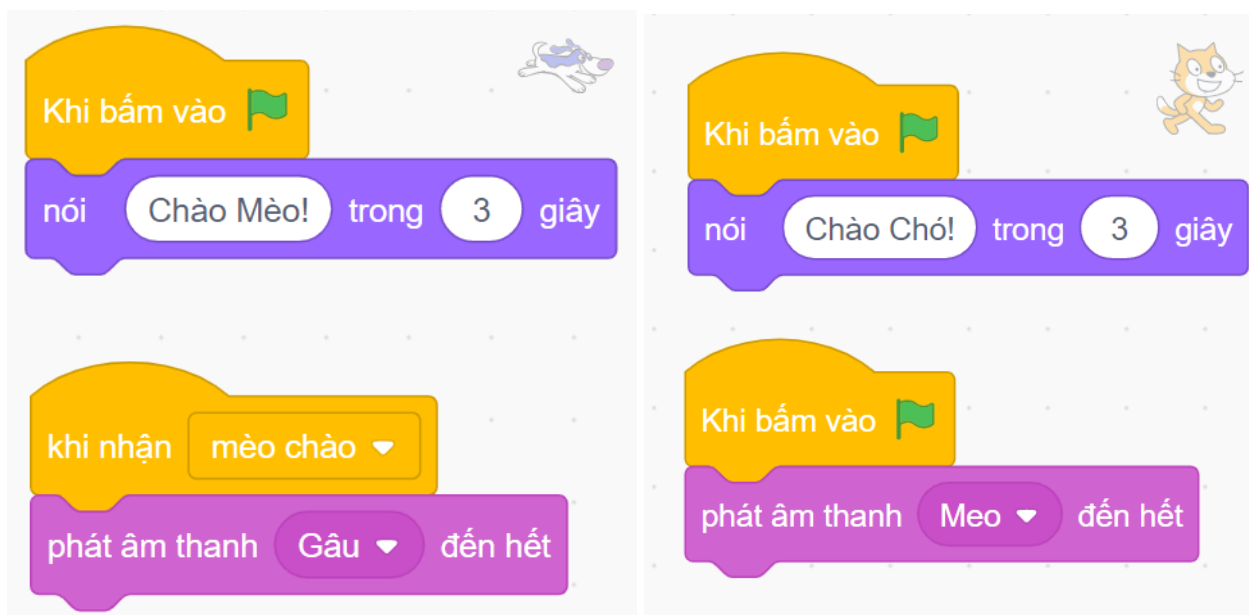 Khi bấm vào
nói Chào Mèo! trong 3 giây
khi nhận mèo chào
phát âm thanh Gâu đến hết
Khi bấm vào
nói Chào Chó! trong 3 giây
Khi bấm vào
phát âm thanh Meo đến hết